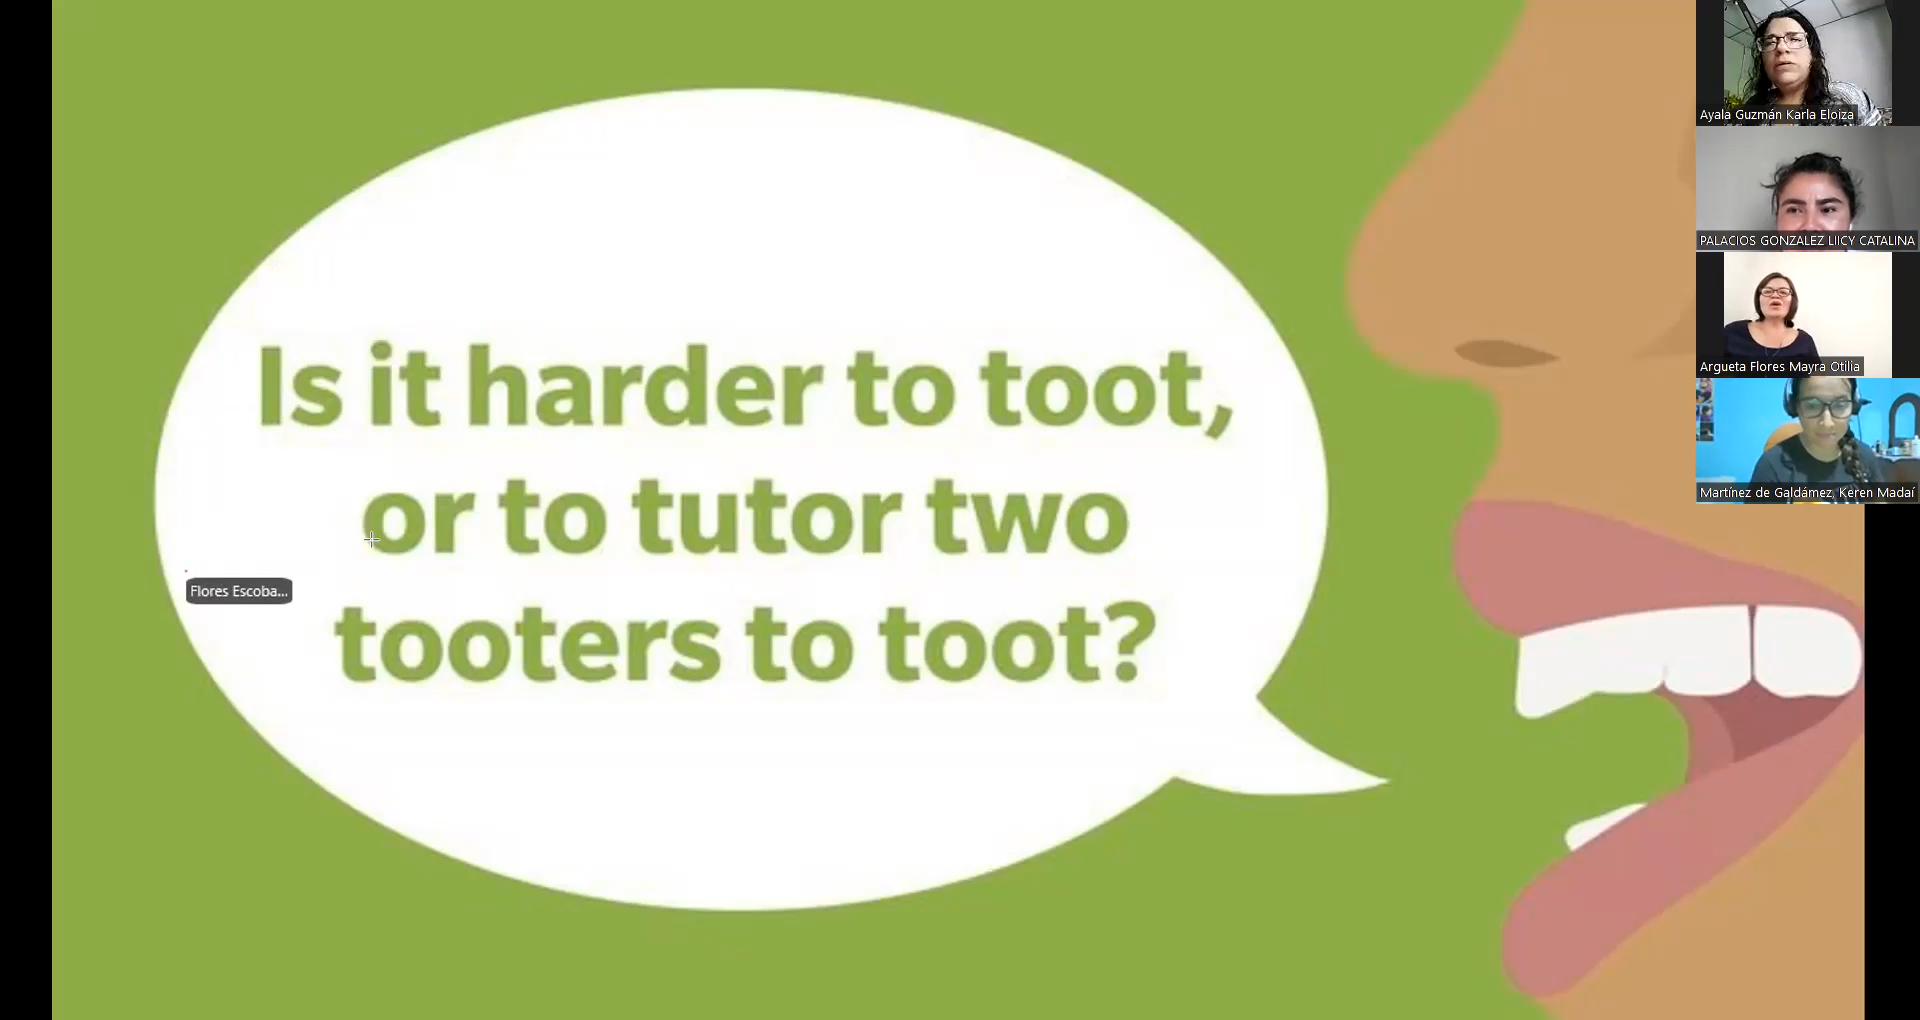 Is it harder to toot,
or to tutor two
tooters to toot?
Flores Escoba...
Ayala Guzmán Karla Eloiza
PALACIOS GONZALEZ LIICY CATALINA
Argueta Flores Mayra Otilia
Martínez de Galdámez, Keren Madaí